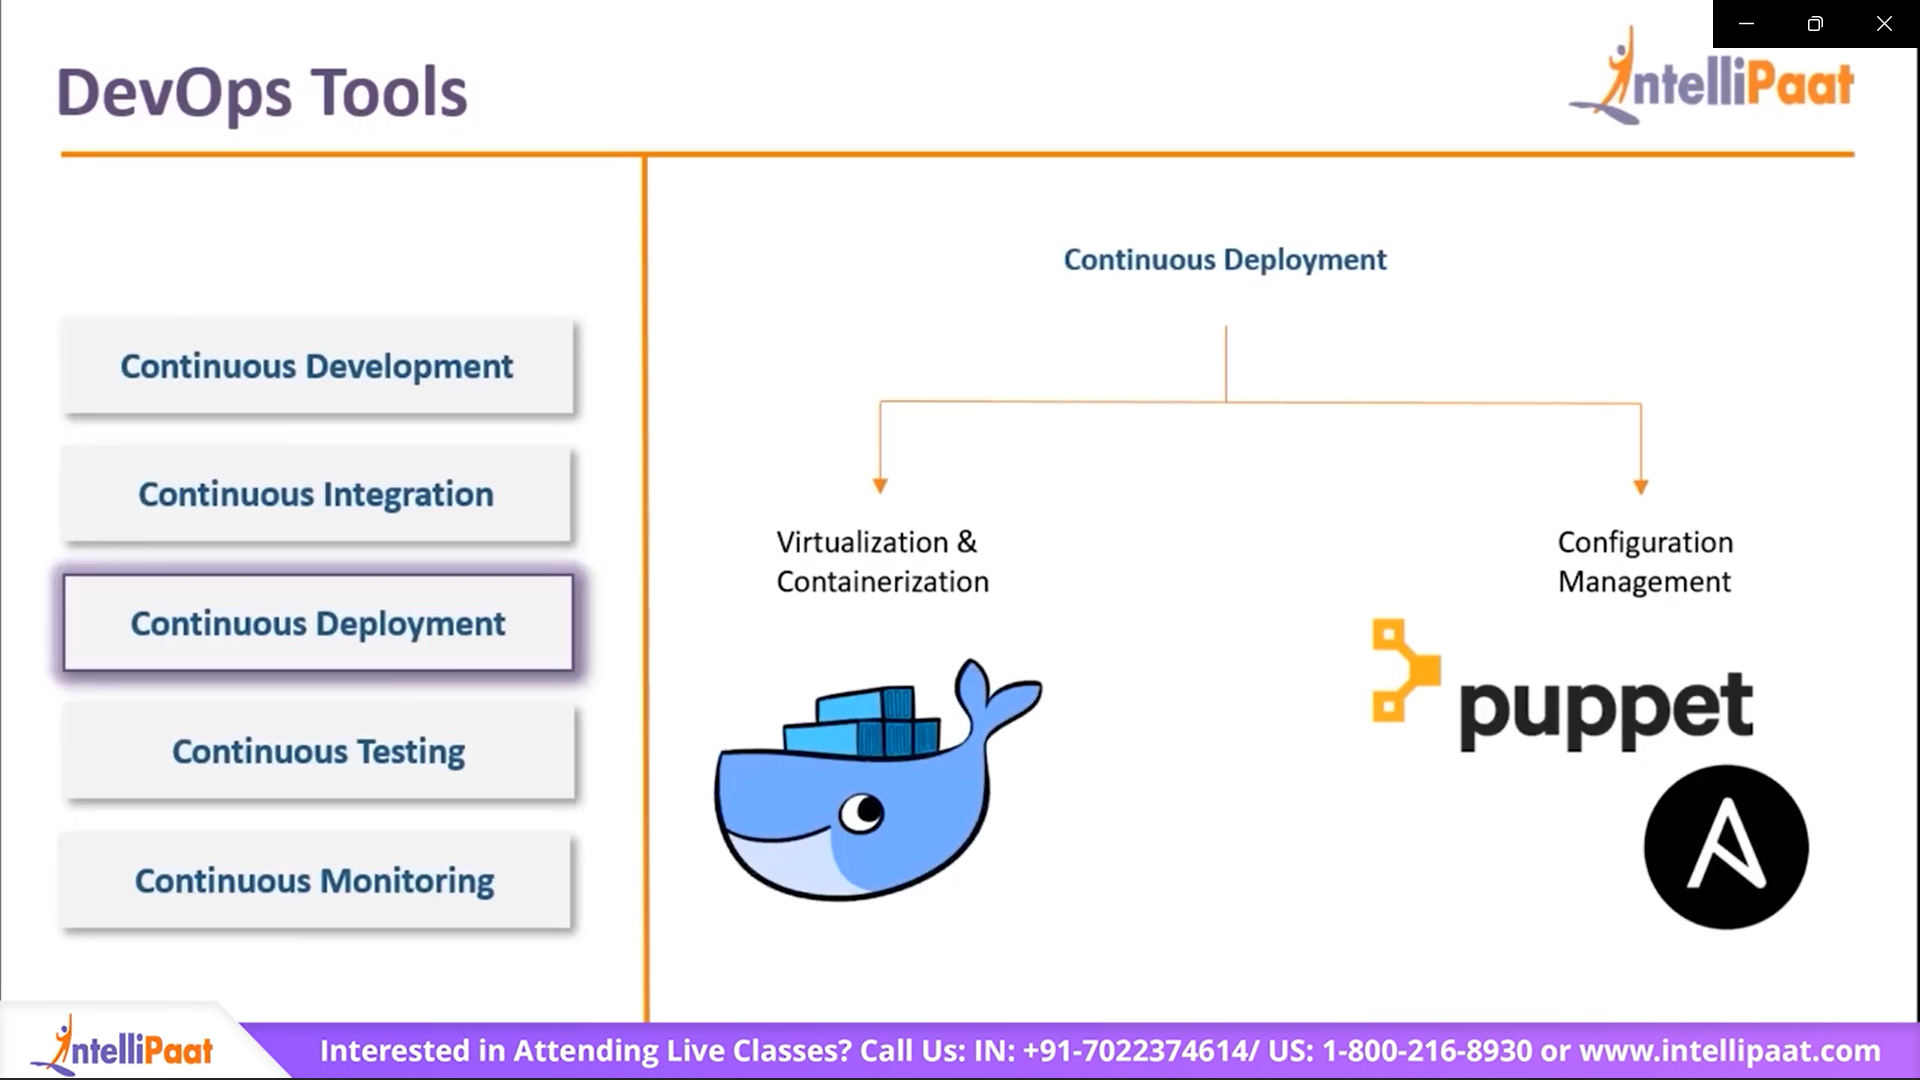 DevOps Tools
IntelliPaat
Continuous Development
Continuous Integration
Continuous Deployment
Continuous Testing
Continuous Monitoring
Continuous Deployment
Virtualization &
Containerization
Configuration
Management
puppet
IntelliPaat
Interested in Attending Live Classes? Call Us: IN: +91-7022374614/ US: 1-800-216-8930 or www.intellipaat.com